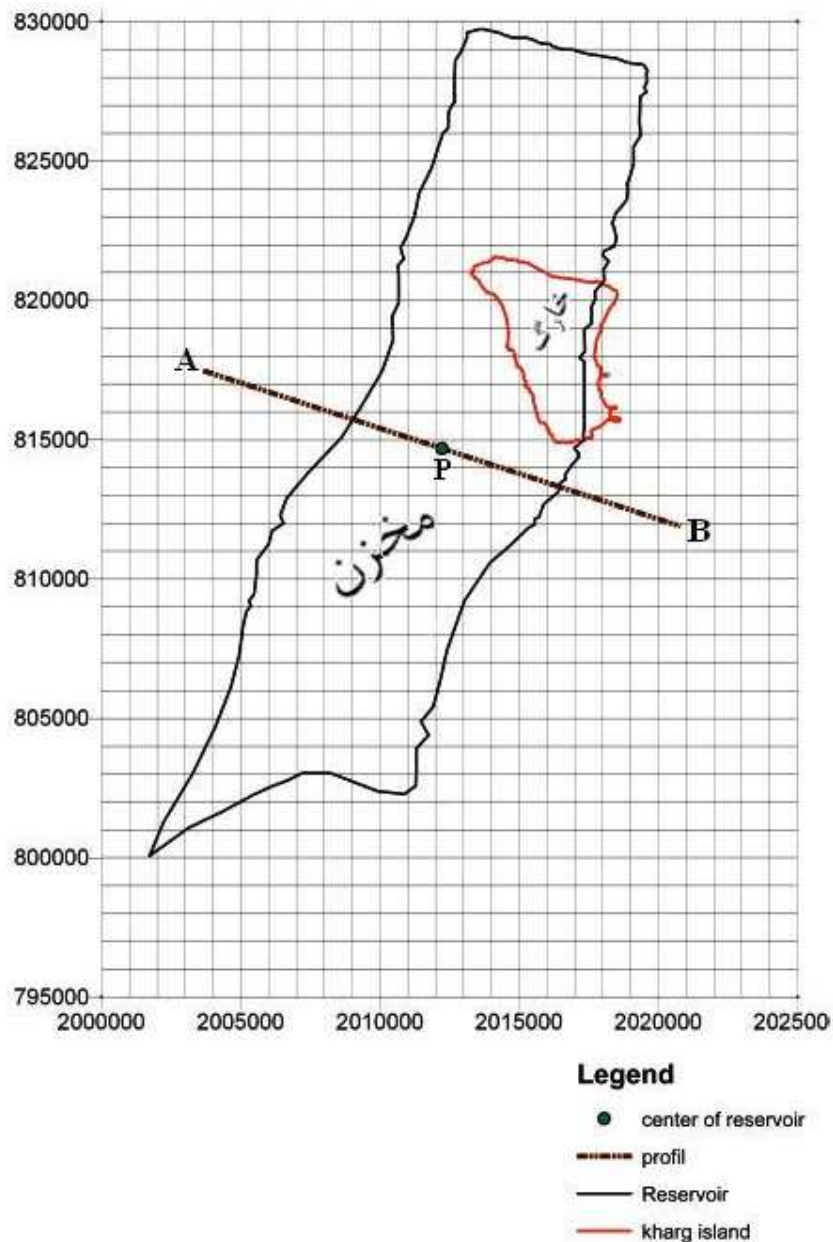 830000
825000
820000
خارگ
A
815000
P
B
مخزن
810000
805000
800000
795000
2000000 2005000 2010000 2015000 2020000 202500
Legend
center of reservoir
profil
Reservoir
kharg island